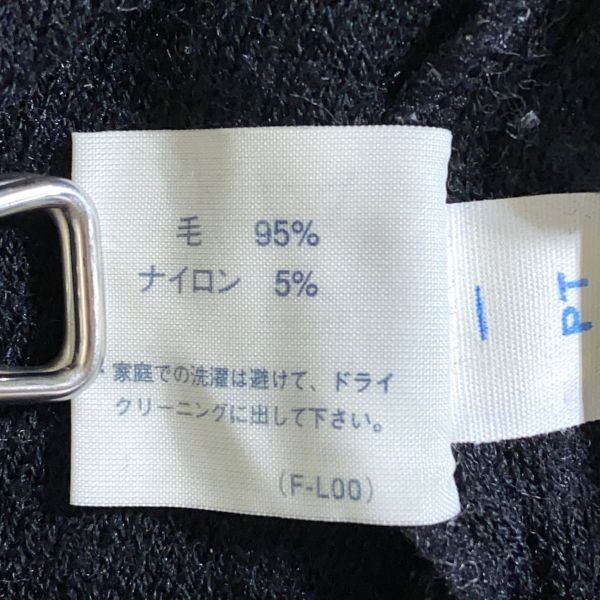 毛 95%
ナイロン 5%
・家庭での洗濯は避けて、ドライ
クリーニングに出して下さい。
(F-L00)
PT